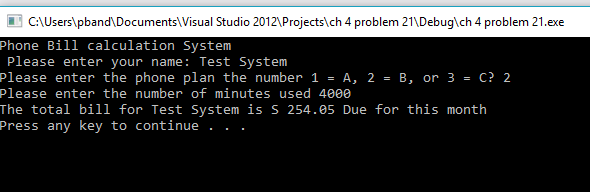 C:\Users\pband\Documents\Visual Studio 2012\Projects\ch 4 problem 21\Debug\ch 4 problem 21.exe
Phone Bill calculation System
Please enter your name: Test System
Please enter the phone plan the number 1 = A, 2 = B, or 3 = C? 2
Please enter the number of minutes used 4000
The total bill for Test System is S 254.05 Due for this month
Press any key to continue . . .